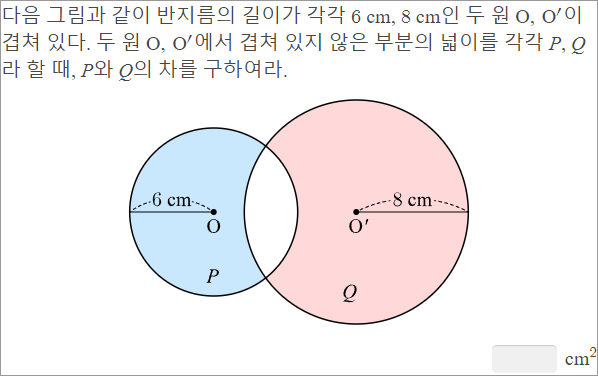 다음 그림과 같이 반지름의 길이가 각각 6 cm, 8 cm인 두 원 O, O′이
겹쳐 있다. 두 원 O, O′에서 겹쳐 있지 않은 부분의 넓이를 각각 P, Q
라 할 때, P와 Q의 차를 구하여라.
6 cm
8 cm
O
O′
P
Q
cm²